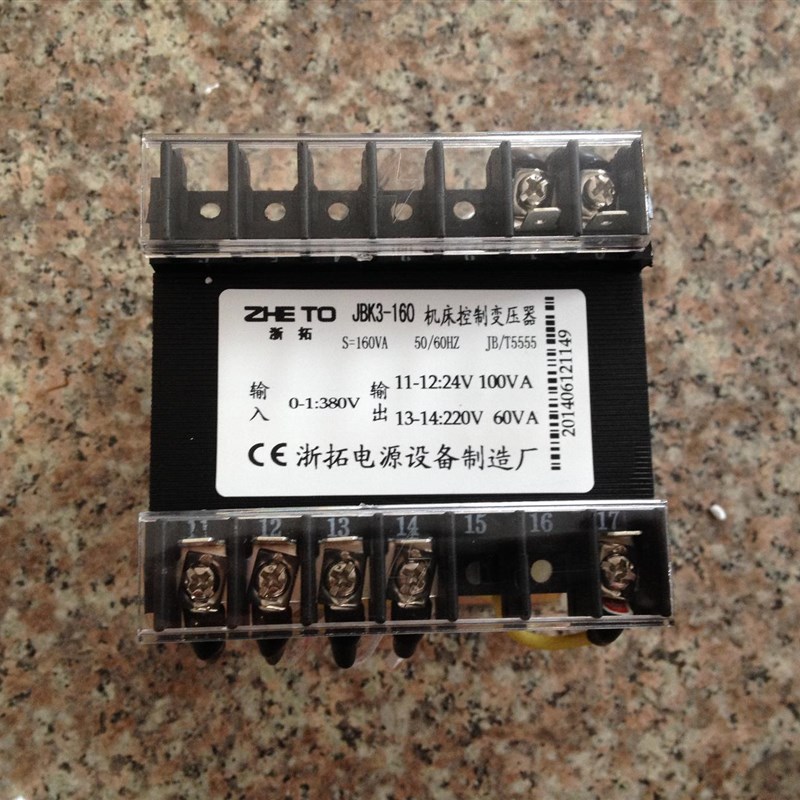 ZHE TO JBK3-160 机床控制变压器
浙拓 S=160VA 50/60HZ JB/T5555
输入 0-1:380V 输出 11-12:24V 100VA
13-14:220V 60VA
CE 浙拓电源设备制造厂
201406121149
11 12 13 14 15 16 17